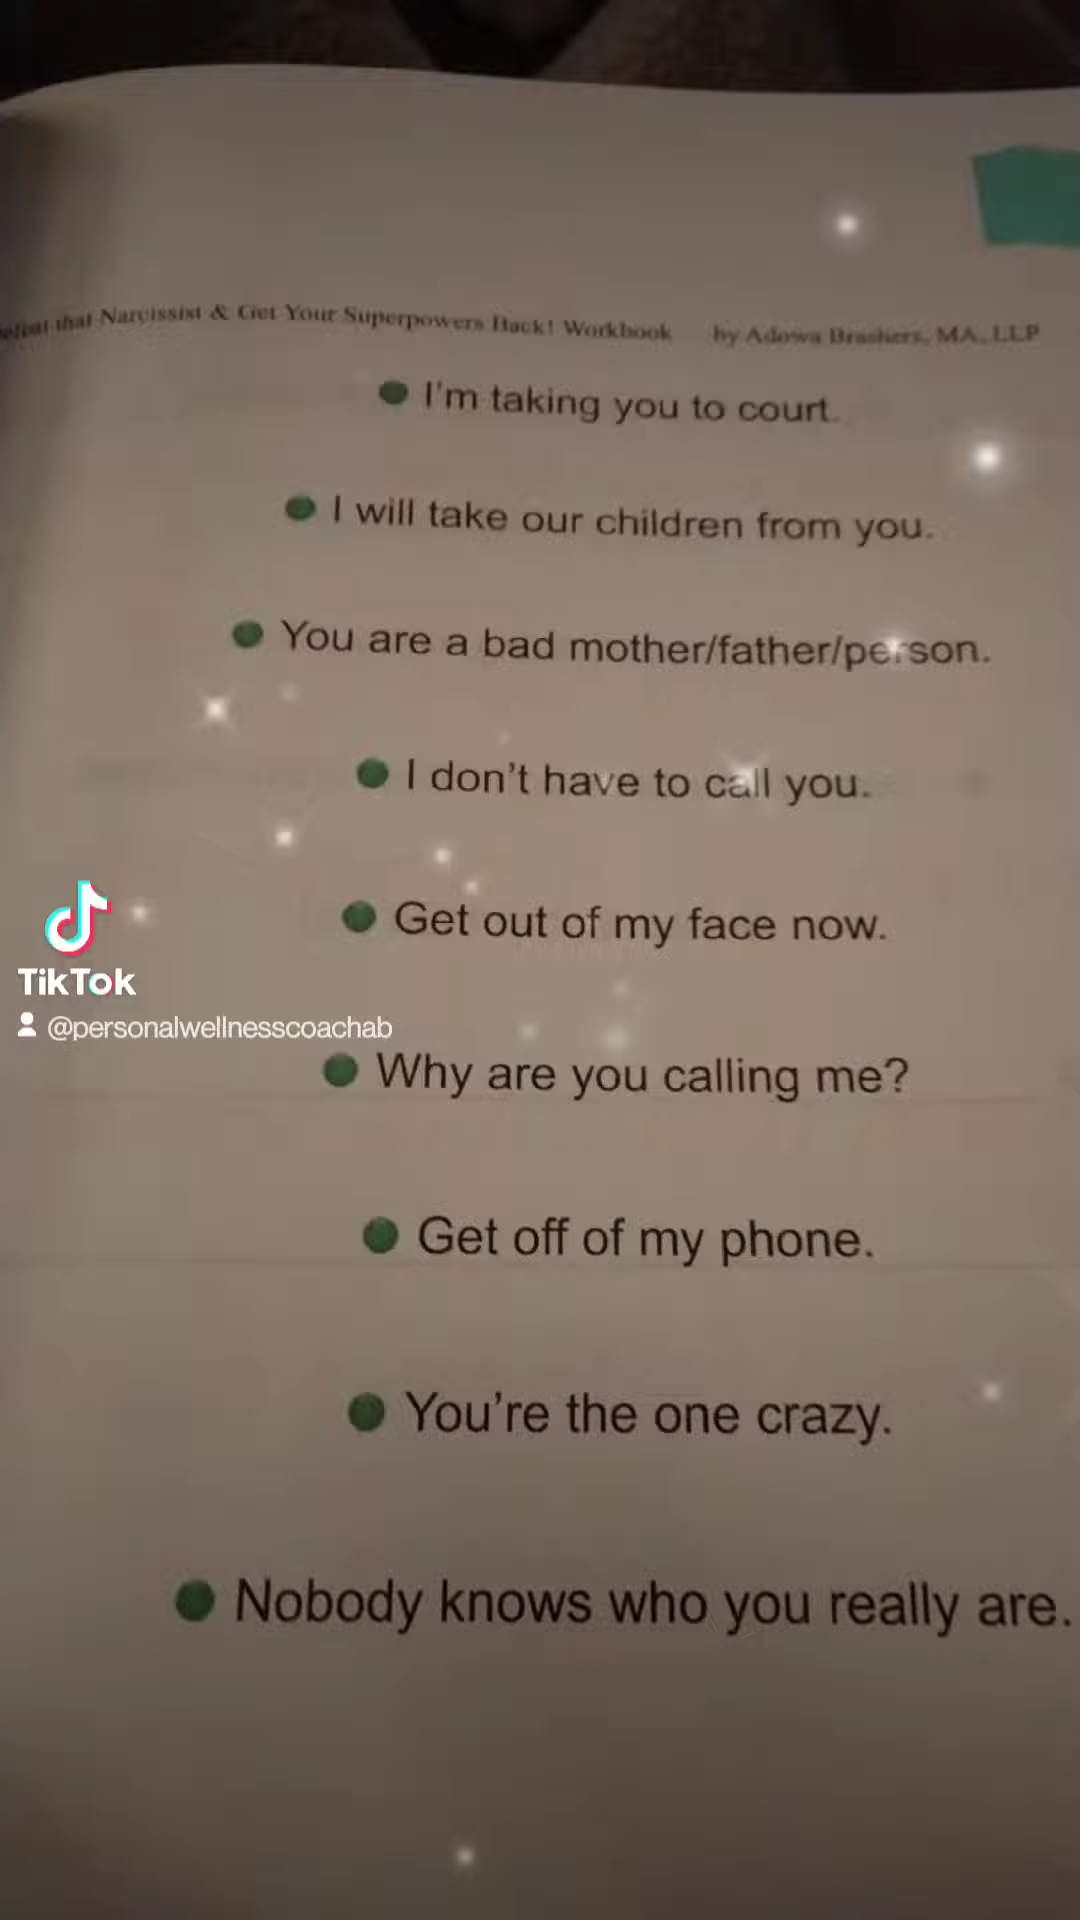 that Narcissist & Get Your Superpowers Back! Workbook by Adowa Brashers, MA, LLP
I'm taking you to court.
I will take our children from you.
You are a bad mother/father/person.
I don't have to call you.
Get out of my face now.
TikTok
@personalwellnesscoachab
Why are you calling me?
Get off of my phone.
You're the one crazy.
Nobody knows who you really are.